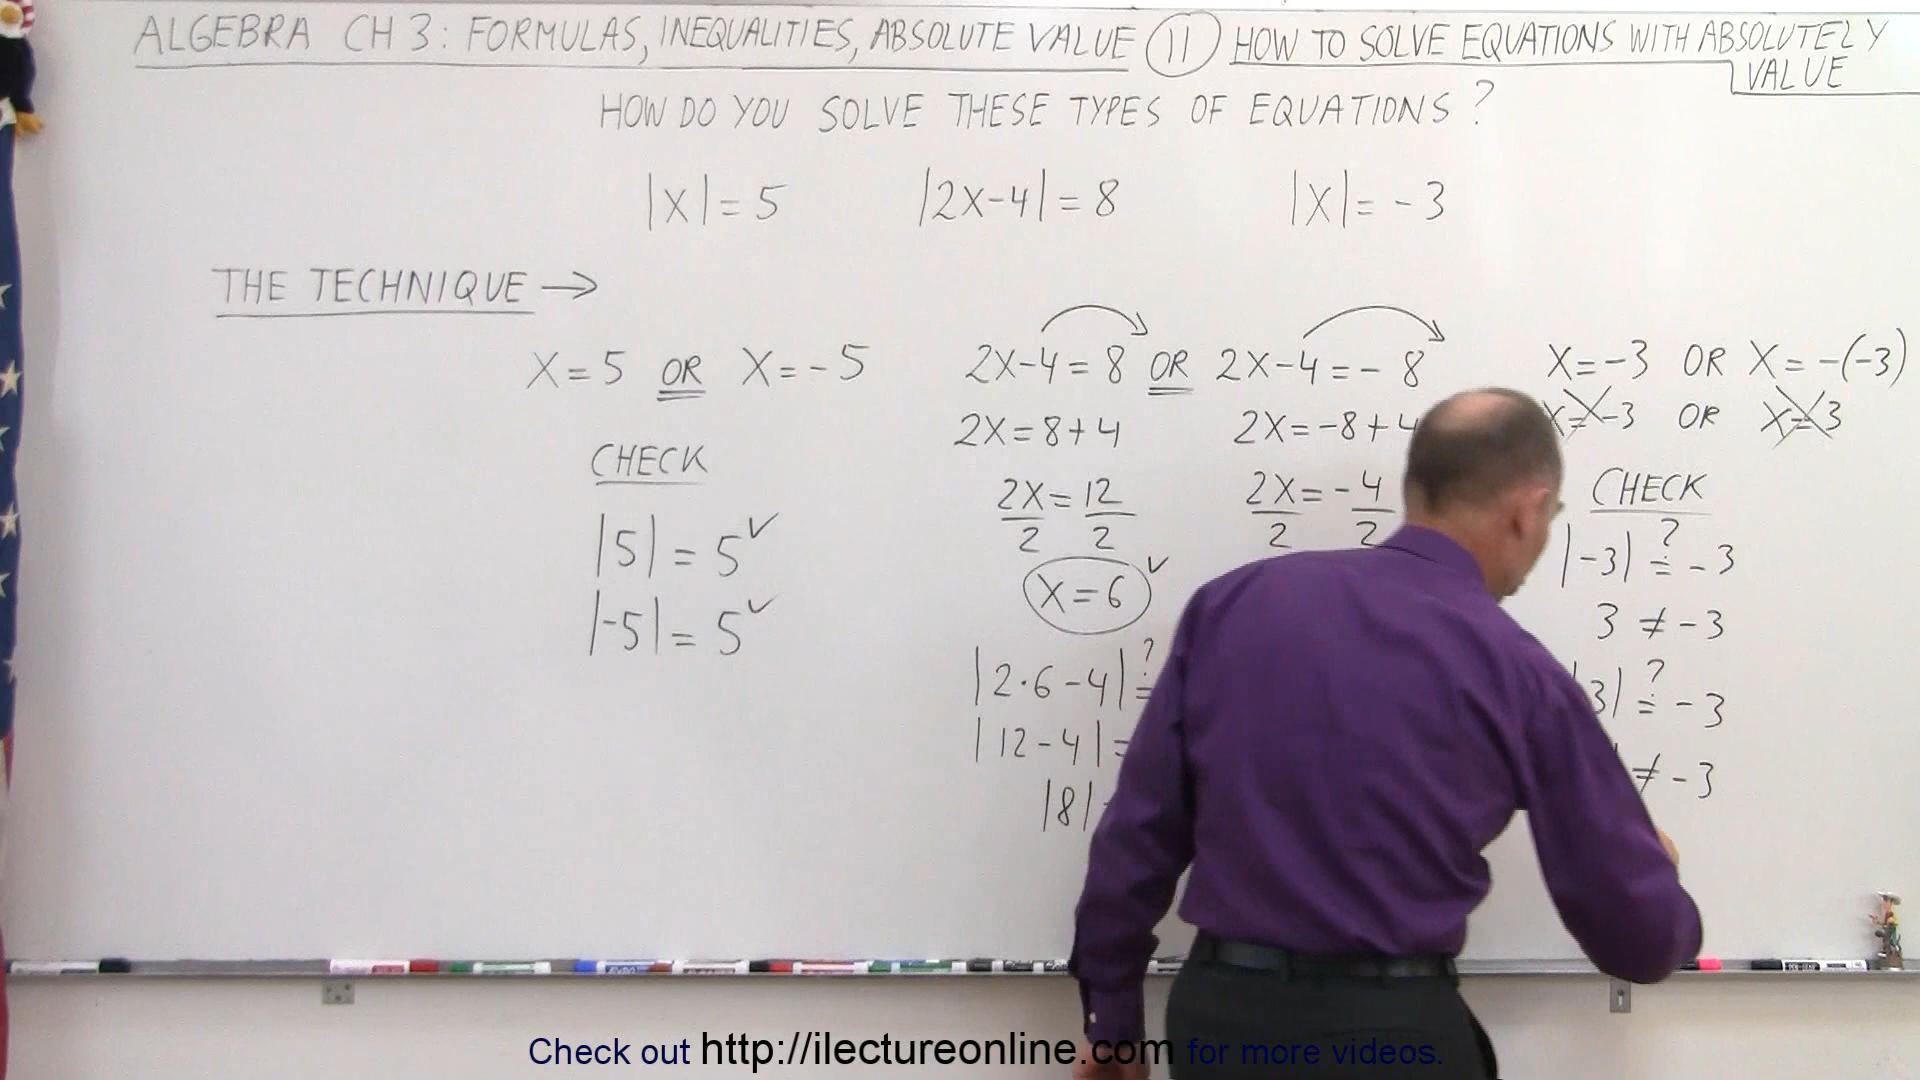 ALGEBRA CH 3: FORMULAS, INEQUALITIES, ABSOLUTE VALUE 11 HOW TO SOLVE EQUATIONS WITH ABSOLUTELY
VALUE
HOW DO YOU SOLVE THESE TYPES OF EQUATIONS?
|X| = 5
|2X-4| = 8
|X| = -3
THE TECHNIQUE →
X = 5 OR X = -5
CHECK
|5| = 5 ✓
|-5| = 5 ✓
2X-4 = 8 OR 2X-4 = -8
2X = 8+4
2X = 12
2 2
X = 6 ✓
|2·6-4| ≟
|12-4| =
|8|
2X = -8+4
2X = -4
2 2
X = -3 OR X = -(-3)
X = -3 OR X = 3
CHECK
|-3| ≟ -3
3 ≠ -3
3| ≟ -3
≠ -3
Check out http://ilectureonline.com for more videos.